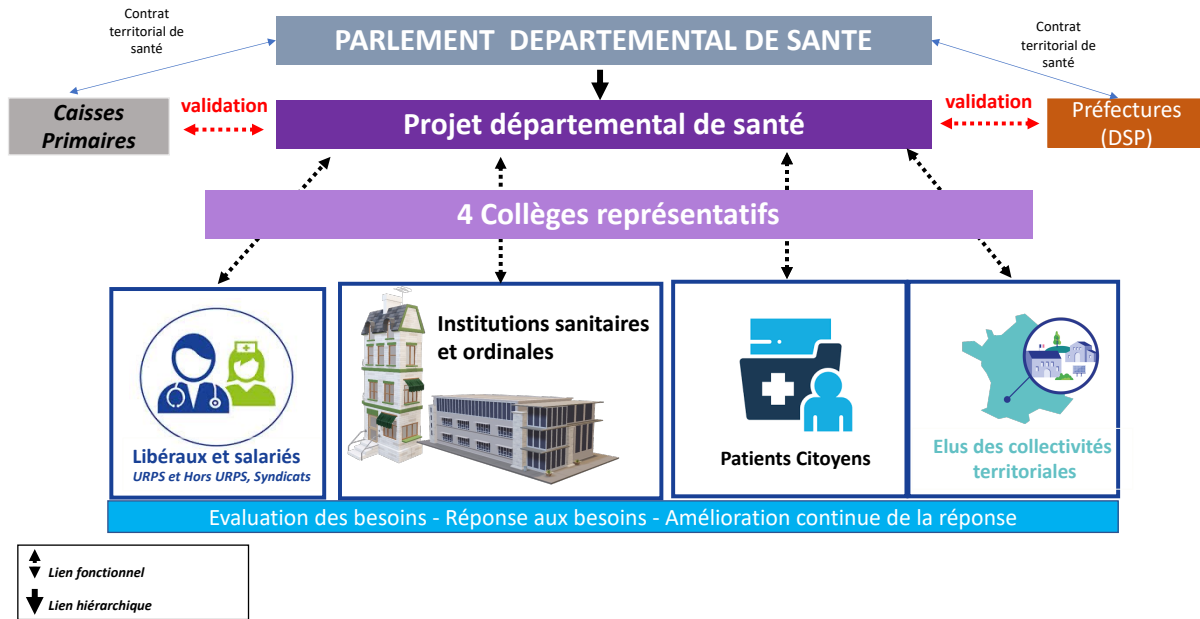 Contrat
territorial de
santé
PARLEMENT DEPARTEMENTAL DE SANTE
Contrat
territorial de
santé
Caisses
Primaires
validation
Projet départemental de santé
validation
Préfectures
(DSP)
4 Collèges représentatifs
Libéraux et salariés
URPS et Hors URPS, Syndicats
Institutions sanitaires
et ordinales
Patients Citoyens
Elus des collectivités
territoriales
Evaluation des besoins - Réponse aux besoins - Amélioration continue de la réponse
Lien fonctionnel
Lien hiérarchique